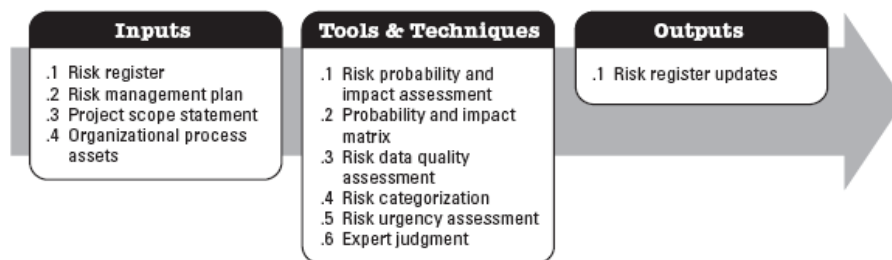 Inputs
.1 Risk register
.2 Risk management plan
.3 Project scope statement
.4 Organizational process
assets
Tools & Techniques
.1 Risk probability and
impact assessment
.2 Probability and impact
matrix
.3 Risk data quality
assessment
.4 Risk categorization
.5 Risk urgency assessment
.6 Expert judgment
Outputs
.1 Risk register updates